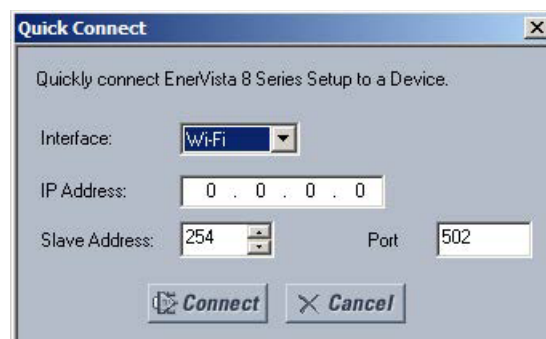 Quick Connect
Quickly connect EnerVista 8 Series Setup to a Device.
Interface: Wi-Fi
IP Address: 0 . 0 . 0 . 0
Slave Address: 254 Port 502
Connect Cancel